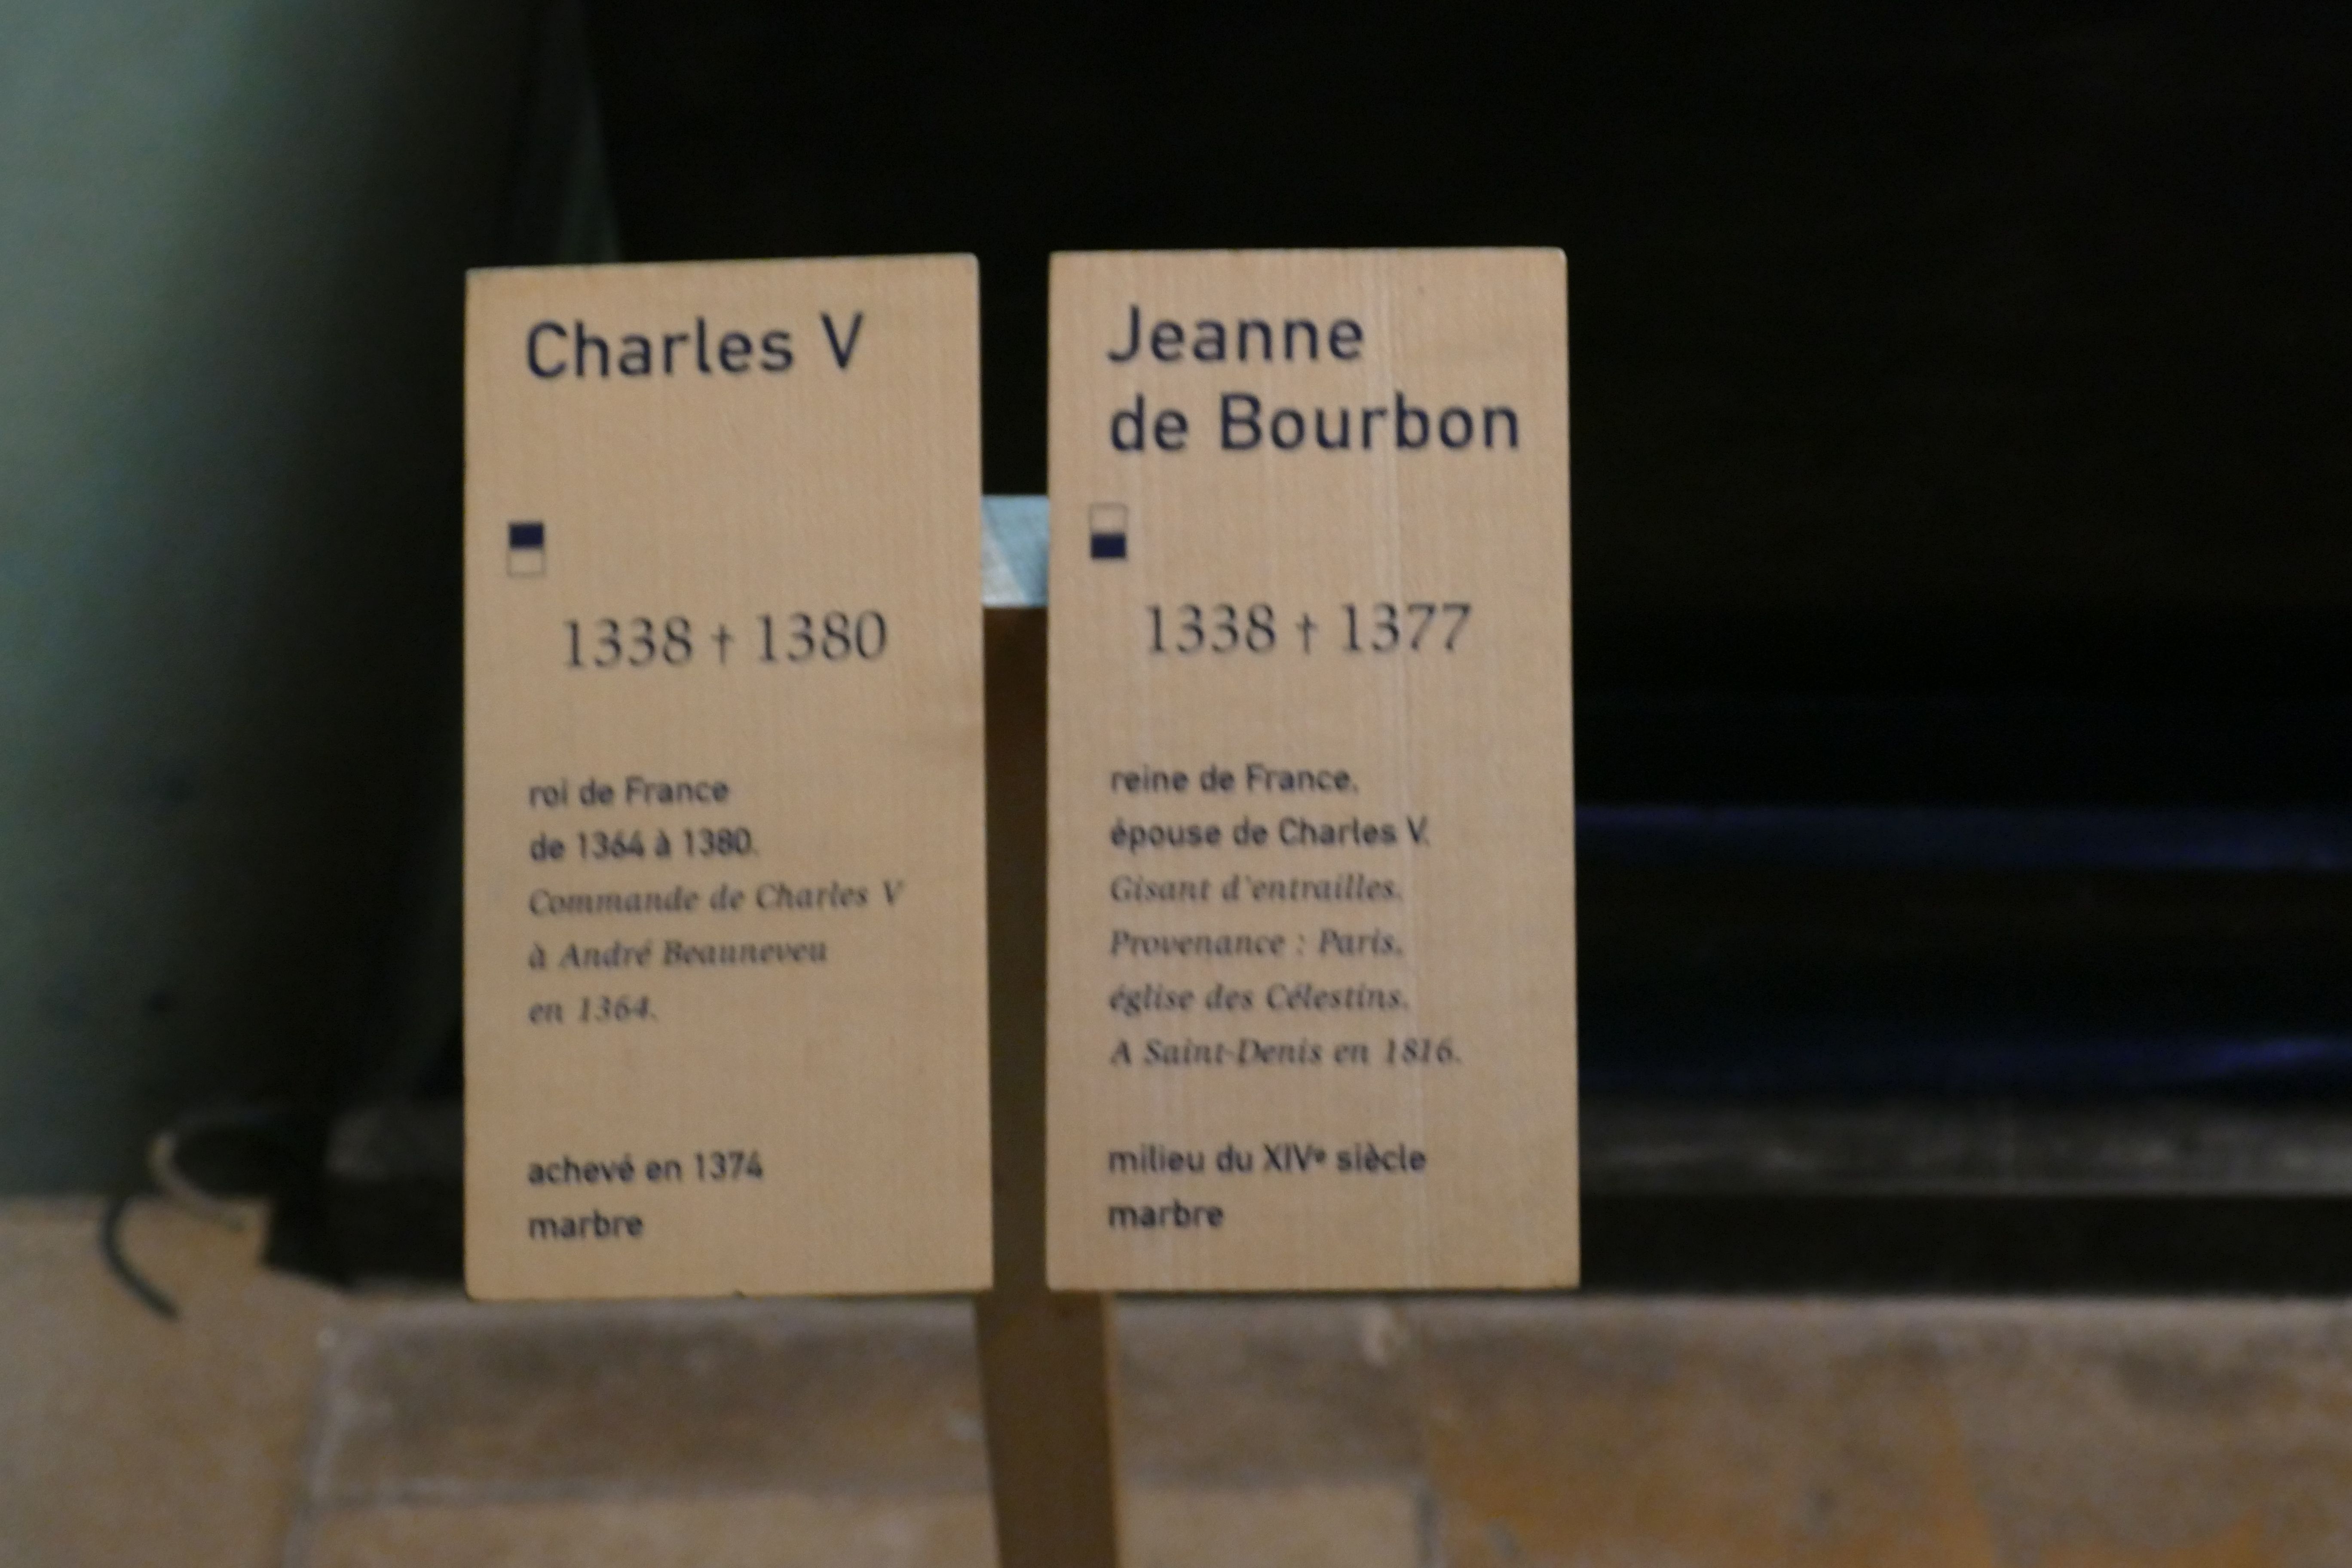 Charles V
1338 † 1380
roi de France
de 1364 à 1380.
Commande de Charles V
à André Beauneveu
en 1364.
achevé en 1374
marbre
Jeanne
de Bourbon
1338 † 1377
reine de France,
épouse de Charles V.
Gisant d'entrailles.
Provenance : Paris,
église des Célestins.
A Saint-Denis en 1816.
milieu du XIVᵉ siècle
marbre